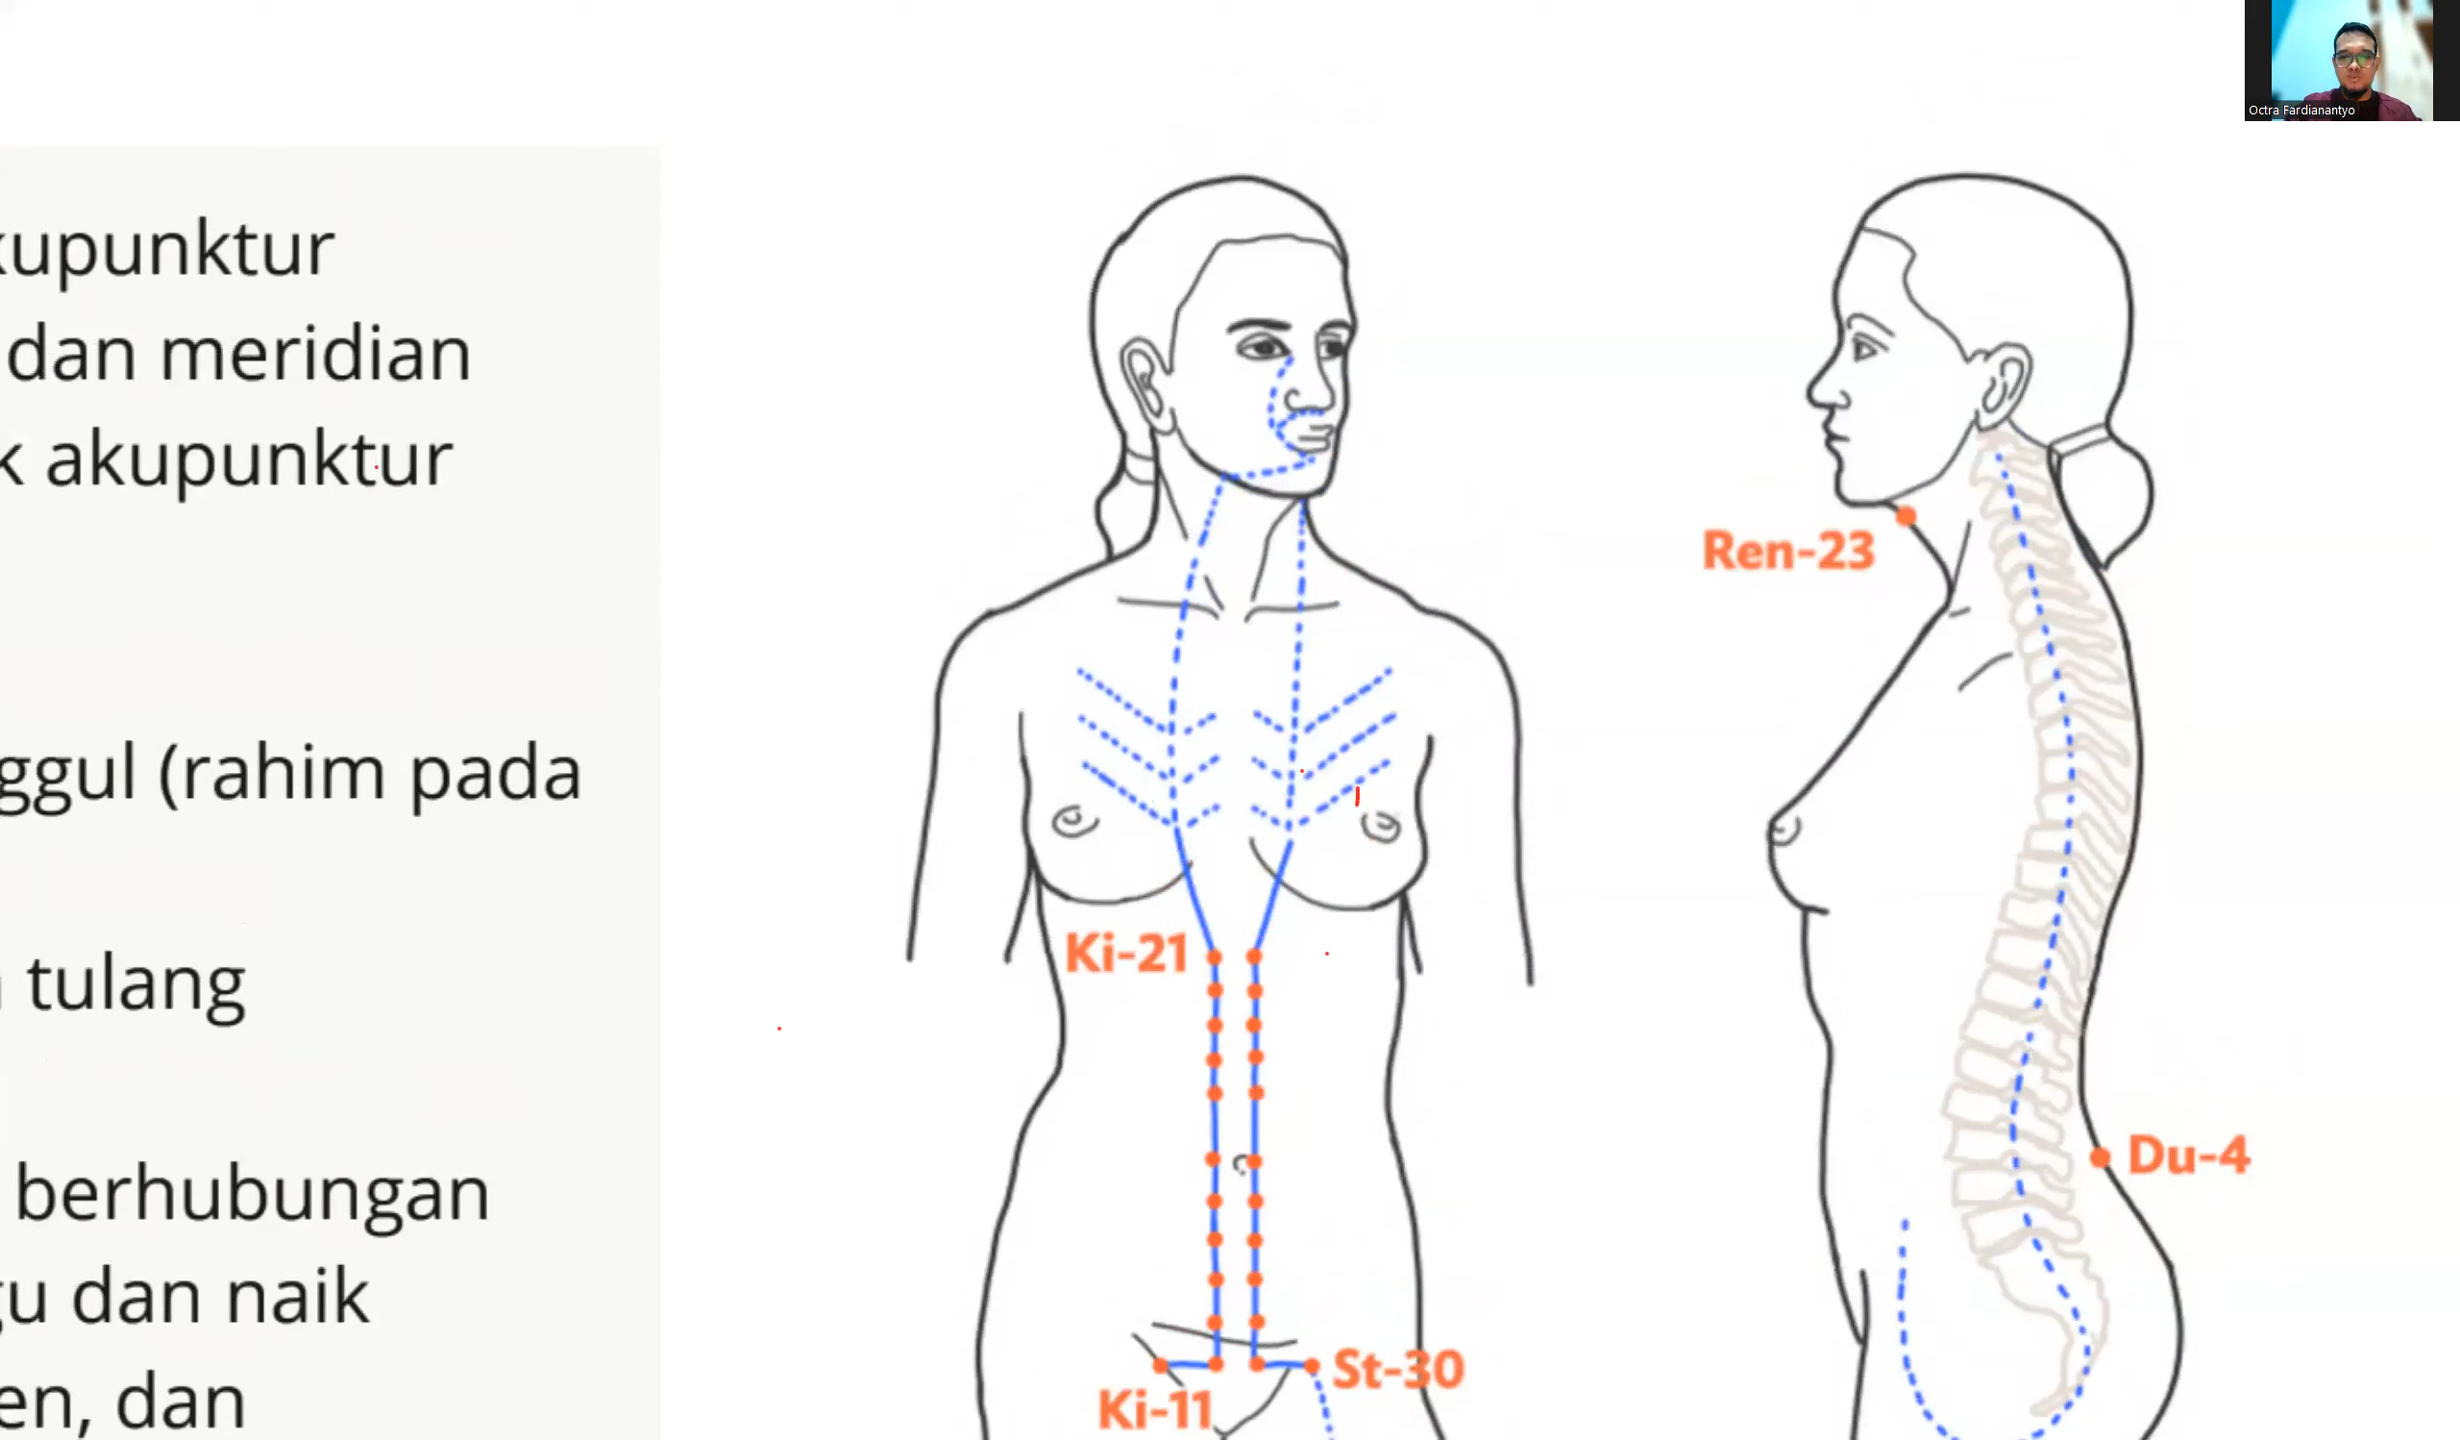 Octra Fardianantyo
kupunktur
dan meridian
k akupunktur
ggul (rahim pada
tulang
berhubungan
gu dan naik
en, dan
Ren-23
Ki-21
Du-4
St-30
Ki-11